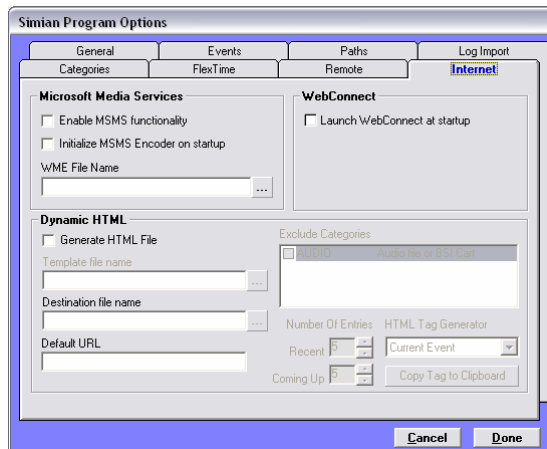 Simian Program Options
General Events Paths Log Import
Categories FlexTime Remote Internet
Microsoft Media Services
Enable MSMS functionality
Initialize MSMS Encoder on startup
WME File Name
...
WebConnect
Launch WebConnect at startup
Dynamic HTML
Generate HTML File
Template file name
...
Destination file name
...
Default URL
Exclude Categories
AUDIO Audio file or BSI Cart
Number Of Entries HTML Tag Generator
Recent 5 Current Event
Coming Up 5 Copy Tag to Clipboard
Cancel Done